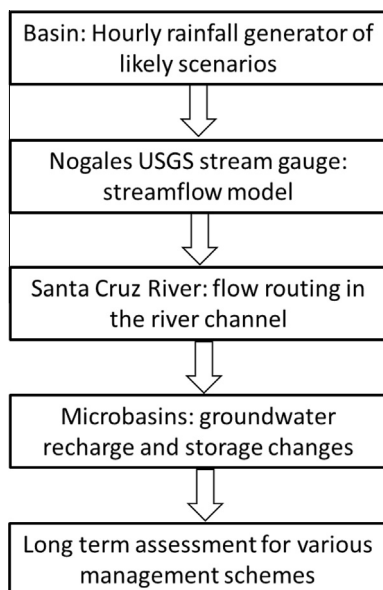 Basin: Hourly rainfall generator of
likely scenarios
Nogales USGS stream gauge:
streamflow model
Santa Cruz River: flow routing in
the river channel
Microbasins: groundwater
recharge and storage changes
Long term assessment for various
management schemes